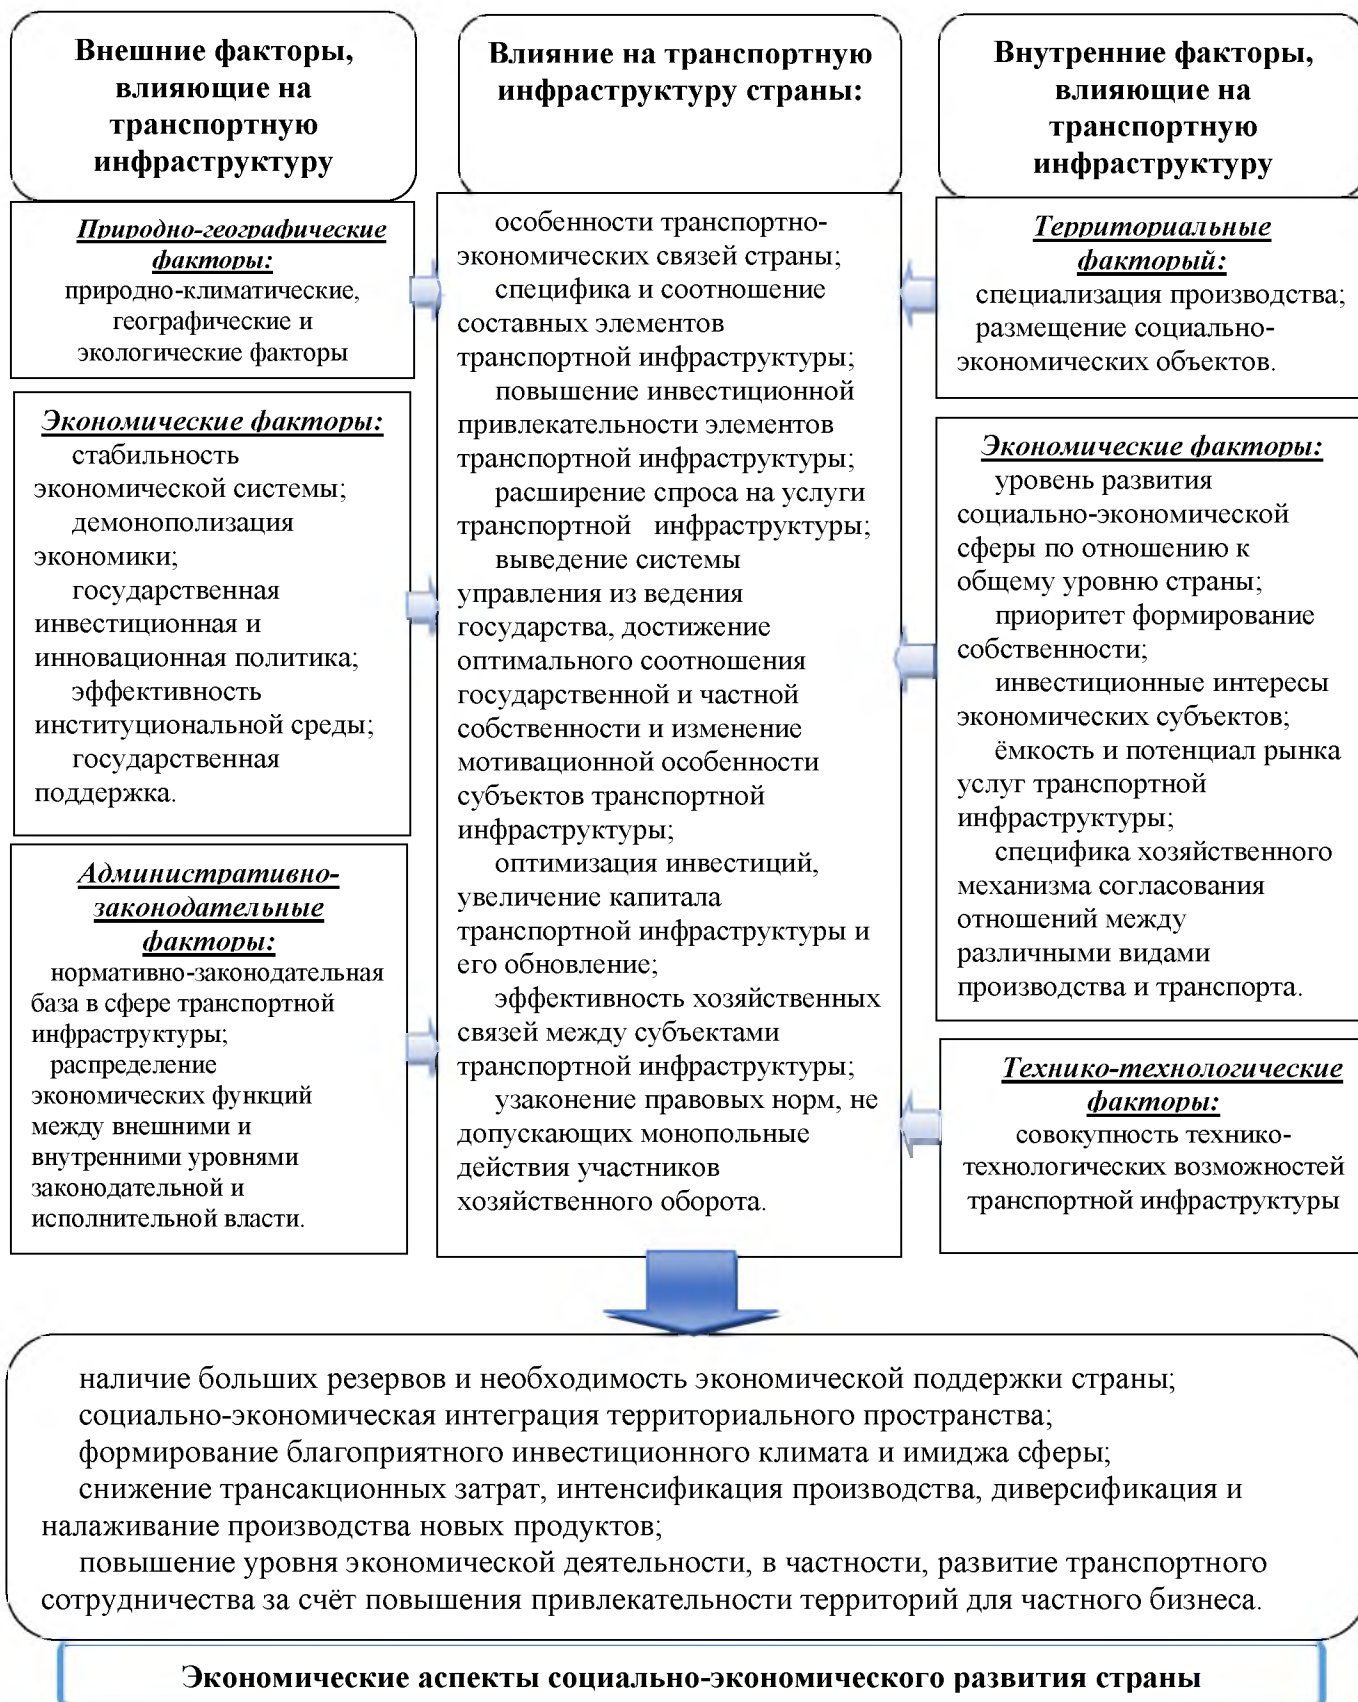 Внешние факторы,
влияющие на
транспортную
инфраструктуру
Влияние на транспортную
инфраструктуру страны:
Внутренние факторы,
влияющие на
транспортную
инфраструктуру
Природно-географические
факторы:
природно-климатические,
географические и
экологические факторы
Экономические факторы:
стабильность
экономической системы;
демонополизация
экономики;
государственная
инвестиционная и
инновационная политика;
эффективность
институциональной среды;
государственная
поддержка.
Административно-
законодательные
факторы:
нормативно-законодательная
база в сфере транспортной
инфраструктуры;
распределение
экономических функций
между внешними и
внутренними уровнями
законодательной и
исполнительной власти.
особенности транспортно-
экономических связей страны;
специфика и соотношение
составных элементов
транспортной инфраструктуры;
повышение инвестиционной
привлекательности элементов
транспортной инфраструктуры;
расширение спроса на услуги
транспортной инфраструктуры;
выведение системы
управления из ведения
государства, достижение
оптимального соотношения
государственной и частной
собственности и изменение
мотивационной особенности
субъектов транспортной
инфраструктуры;
оптимизация инвестиций,
увеличение капитала
транспортной инфраструктуры и
его обновление;
эффективность хозяйственных
связей между субъектами
транспортной инфраструктуры;
узаконение правовых норм, не
допускающих монопольные
действия участников
хозяйственного оборота.
Территориальные
факторый:
специализация производства;
размещение социально-
экономических объектов.
Экономические факторы:
уровень развития
социально-экономической
сферы по отношению к
общему уровню страны;
приоритет формирование
собственности;
инвестиционные интересы
экономических субъектов;
ёмкость и потенциал рынка
услуг транспортной
инфраструктуры;
специфика хозяйственного
механизма согласования
отношений между
различными видами
производства и транспорта.
Технико-технологические
факторы:
совокупность технико-
технологических возможностей
транспортной инфраструктуры
наличие больших резервов и необходимость экономической поддержки страны;
социально-экономическая интеграция территориального пространства;
формирование благоприятного инвестиционного климата и имиджа сферы;
снижение трансакционных затрат, интенсификация производства, диверсификация и
налаживание производства новых продуктов;
повышение уровня экономической деятельности, в частности, развитие транспортного
сотрудничества за счёт повышения привлекательности территорий для частного бизнеса.
Экономические аспекты социально-экономического развития страны